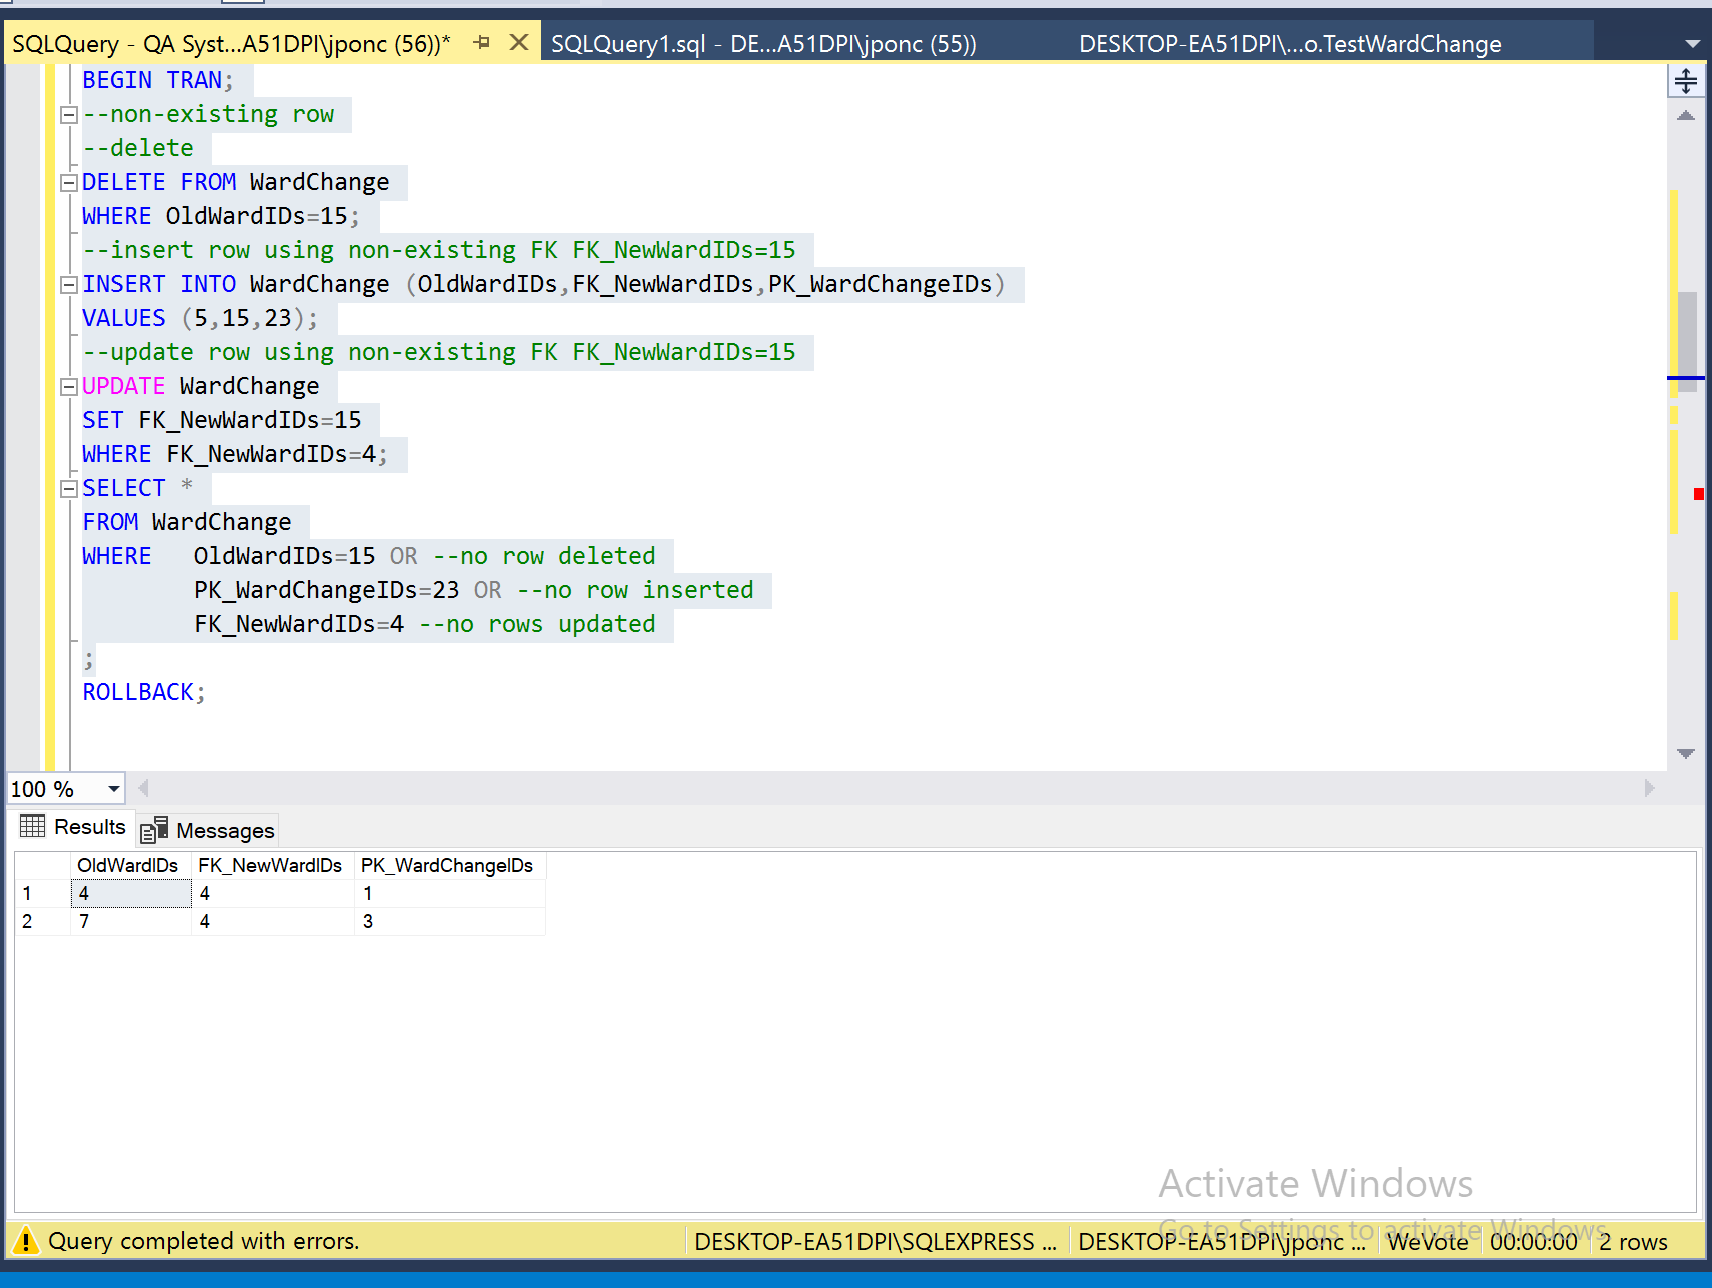 SQLQuery - QA Syst...A51DPI\jponc (56))*
SQLQuery1.sql - DE...A51DPI\jponc (55))
DESKTOP-EA51DPI\...o.TestWardChange
BEGIN TRAN;
--non-existing row
--delete
DELETE FROM WardChange
WHERE OldWardIDs=15;
--insert row using non-existing FK FK_NewWardIDs=15
INSERT INTO WardChange (OldWardIDs,FK_NewWardIDs,PK_WardChangeIDs)
VALUES (5,15,23);
--update row using non-existing FK FK_NewWardIDs=15
UPDATE WardChange
SET FK_NewWardIDs=15
WHERE FK_NewWardIDs=4;
SELECT *
FROM WardChange
WHERE OldWardIDs=15 OR --no row deleted
PK_WardChangeIDs=23 OR --no row inserted
FK_NewWardIDs=4 --no rows updated
;
ROLLBACK;
100 %
Results Messages
OldWardIDs FK_NewWardIDs PK_WardChangeIDs
1 4 4 1
2 7 4 3
Activate Windows
Go to Settings to activate Windows.
Query completed with errors. DESKTOP-EA51DPI\SQLEXPRESS ... DESKTOP-EA51DPI\jponc ... WeVote 00:00:00 2 rows